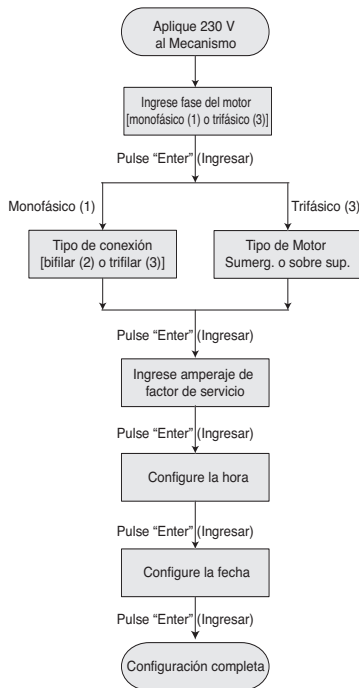 Aplique 230 V
al Mecanismo
Ingrese fase del motor
[monofásico (1) o trifásico (3)]
Pulse “Enter” (Ingresar)
Monofásico (1)
Trifásico (3)
Tipo de conexión
[bifilar (2) o trifilar (3)]
Tipo de Motor
Sumerg. o sobre sup.
Pulse “Enter” (Ingresar)
Ingrese amperaje de
factor de servicio
Pulse “Enter” (Ingresar)
Configure la hora
Pulse “Enter” (Ingresar)
Configure la fecha
Pulse “Enter” (Ingresar)
Configuración completa